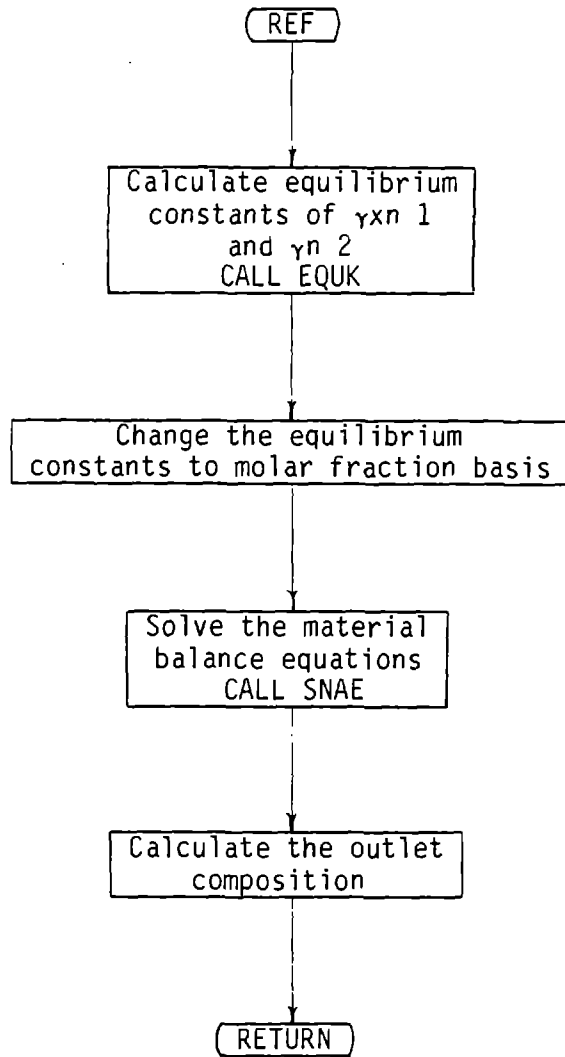 REF
Calculate equilibrium
constants of γxn 1
and γn 2
CALL EQUK
Change the equilibrium
constants to molar fraction basis
Solve the material
balance equations
CALL SNAE
Calculate the outlet
composition
RETURN